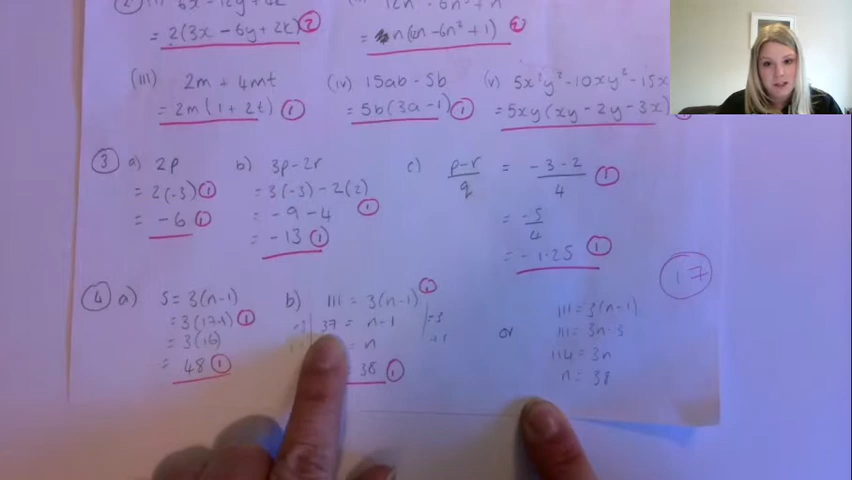 = 2(3x - 6y + 2t) ②
= n(2n - 6n² + 1) ②
(iii) 2m + 4mt (iv) 15ab - 5b (v) 5x²y² - 10xy² - 15x
= 2m(1 + 2t) ① = 5b(3a - 1) ① = 5xy(xy - 2y - 3x)
③ a) 2p
= 2(-3) ①
= -6 ①
b) 3p - 2r
= 3(-3) - 2(2)
= -9 - 4 ①
= -13 ①
c) p-r/q = -3-2/4 ①
= -5/4
= -1.25 ①
17
④ a) S = 3(n-1)
= 3(17-1) ①
= 3(16)
= 48 ①
b) 111 = 3(n-1) ①
37 = n-1
= n
38 ①
or
111 = 3(n-1)
111 = 3n-3
114 = 3n
n = 38